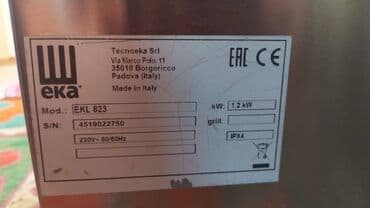 eka
Tecnoeka Srl
Via Marco Polo, 11
35010 Borgoricco
Padova (Italy)
Made in Italy
EAC CE
Mod.: EKL 823
S/N: 4519022750
220V~ 50/60Hz
kW: 1,2 kW
grill:
IPX4